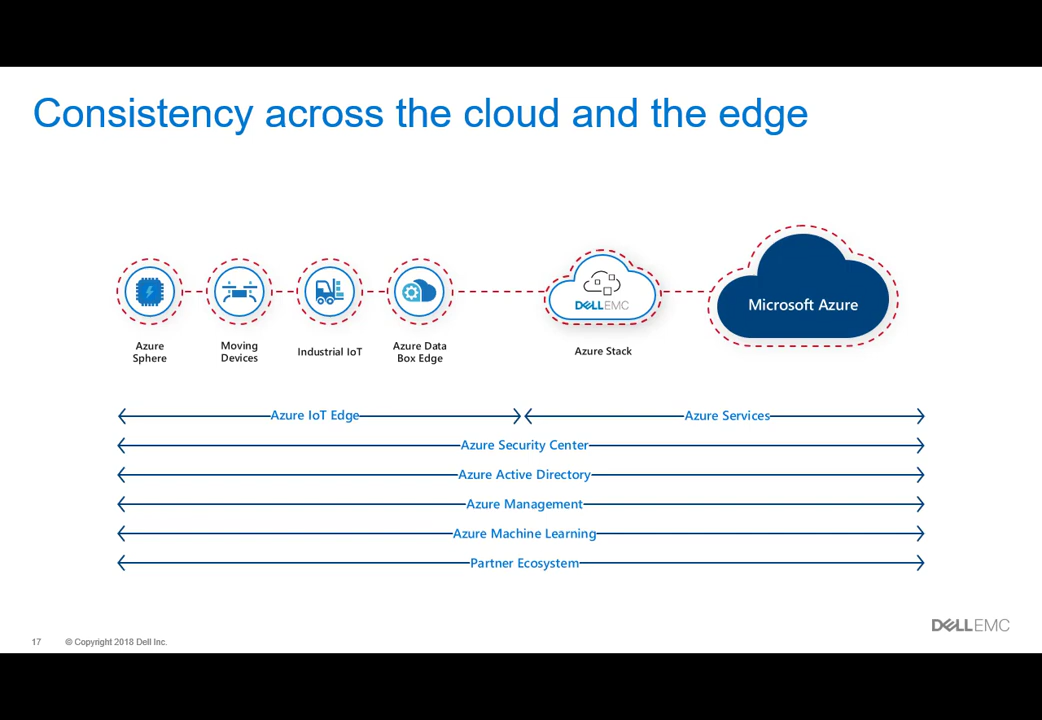 Consistency across the cloud and the edge
DELLEMC
Microsoft Azure
Azure
Sphere
Moving
Devices
Industrial IoT
Azure Data
Box Edge
Azure Stack
Azure IoT Edge
Azure Services
Azure Security Center
Azure Active Directory
Azure Management
Azure Machine Learning
Partner Ecosystem
17 © Copyright 2018 Dell Inc.
DELLEMC